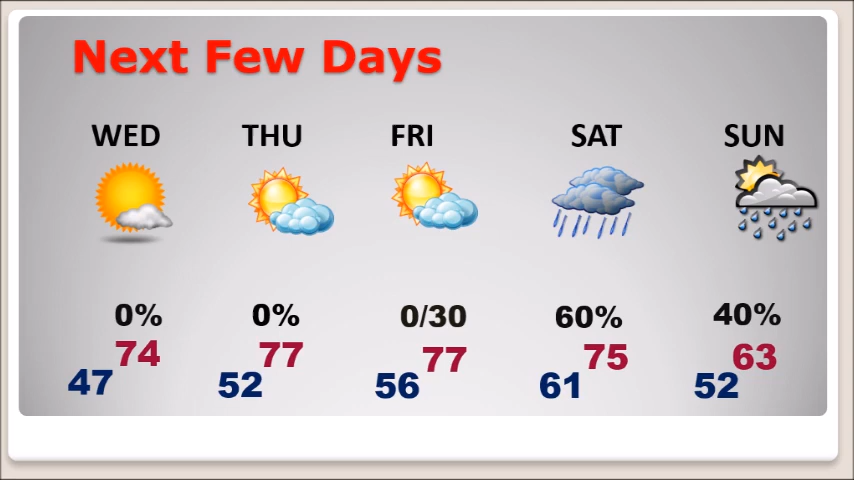 Next Few Days
WED THU FRI SAT SUN
0% 0% 0/30 60% 40%
74 77 77 75 63
47 52 56 61 52